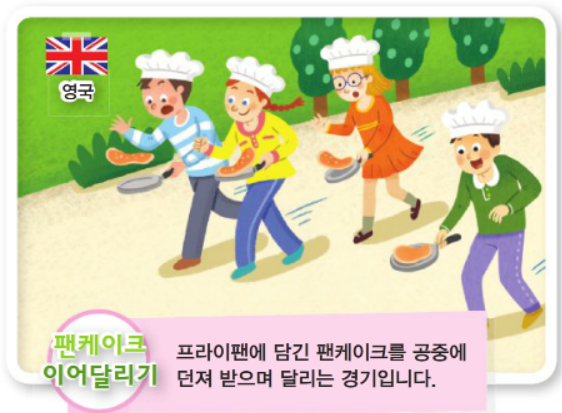 영국
팬케이크
이어달리기
프라이팬에 담긴 팬케이크를 공중에
던져 받으며 달리는 경기입니다.